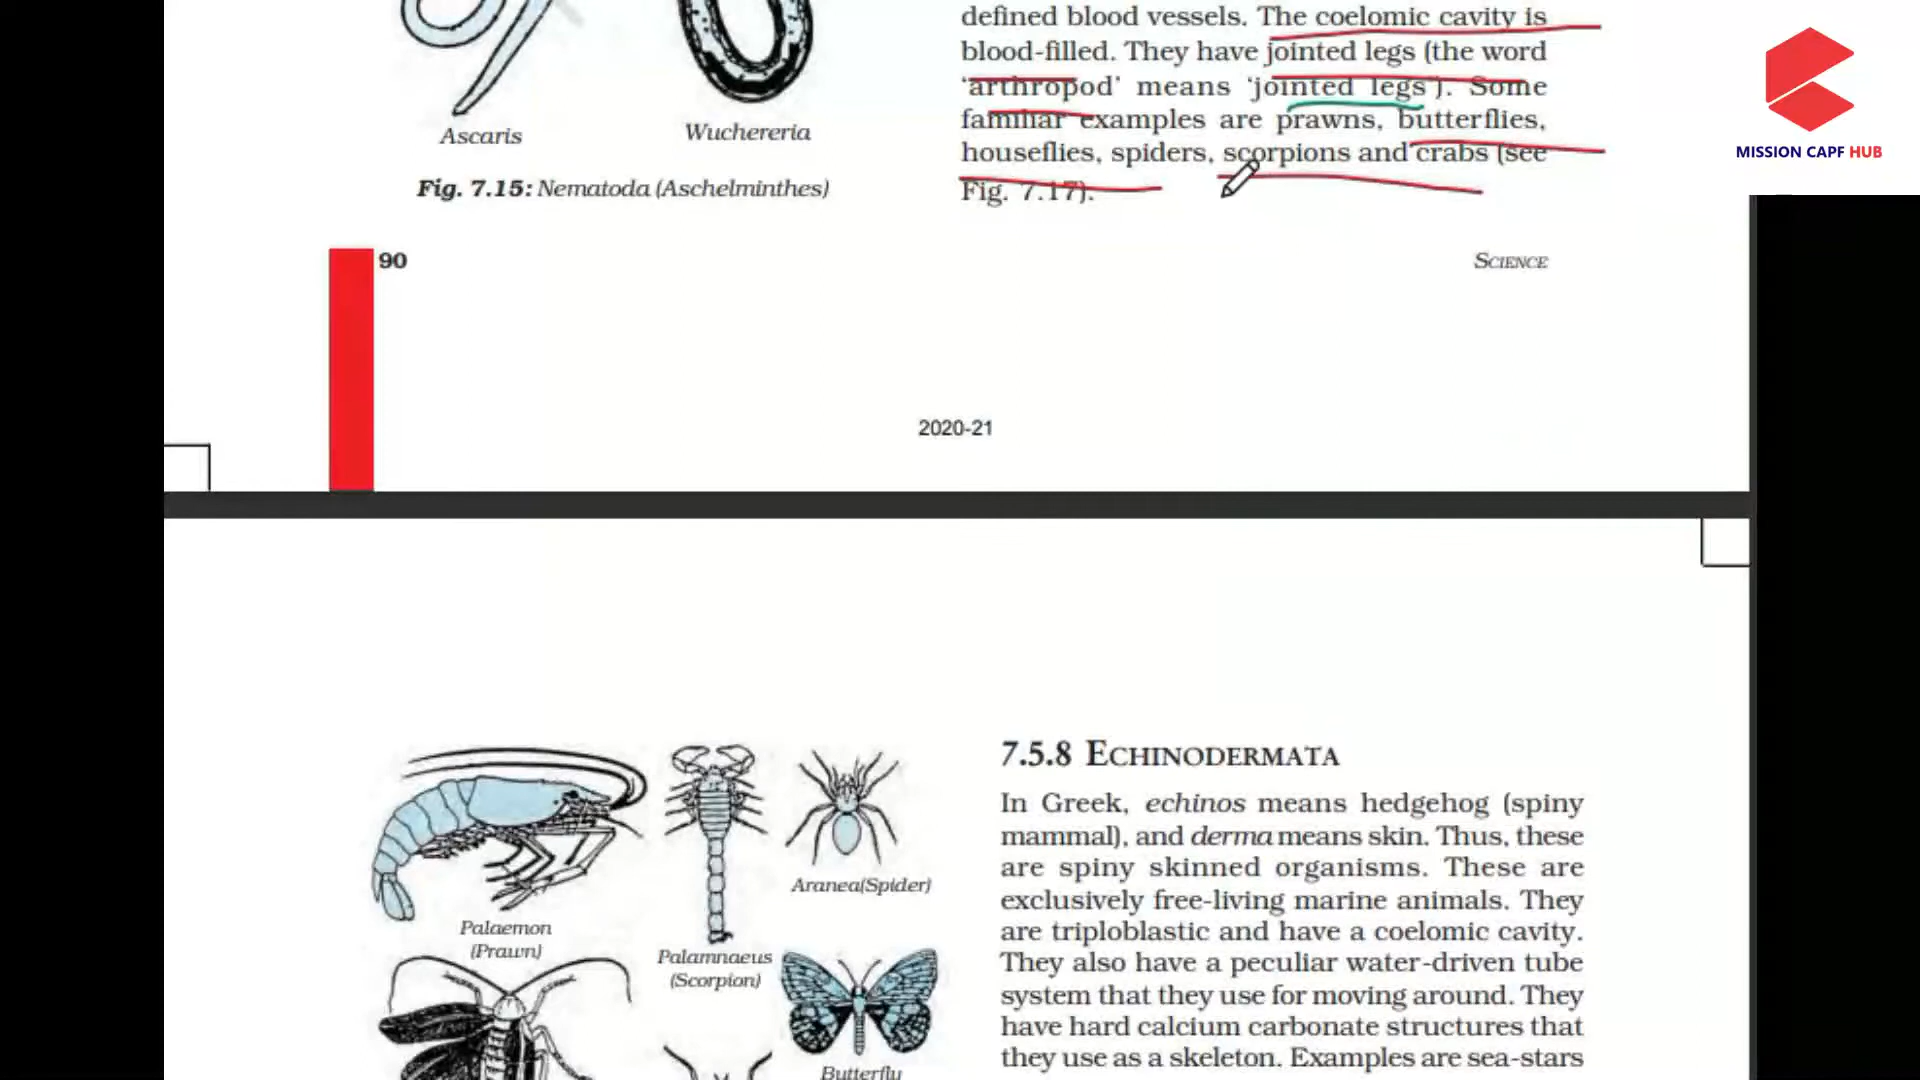 defined blood vessels. The coelomic cavity is
blood-filled. They have jointed legs (the word
‘arthropod’ means ‘jointed legs’). Some
familiar examples are prawns, butterflies,
houseflies, spiders, scorpions and crabs (see
Fig. 7.17).
Ascaris
Wuchereria
Fig. 7.15: Nematoda (Aschelminthes)
MISSION CAPF HUB
90
SCIENCE
2020-21
Palaemon
(Prawn)
Palamnaeus
(Scorpion)
Aranea(Spider)
Butterfly
7.5.8 ECHINODERMATA
In Greek, echinos means hedgehog (spiny
mammal), and derma means skin. Thus, these
are spiny skinned organisms. These are
exclusively free-living marine animals. They
are triploblastic and have a coelomic cavity.
They also have a peculiar water-driven tube
system that they use for moving around. They
have hard calcium carbonate structures that
they use as a skeleton. Examples are sea-stars